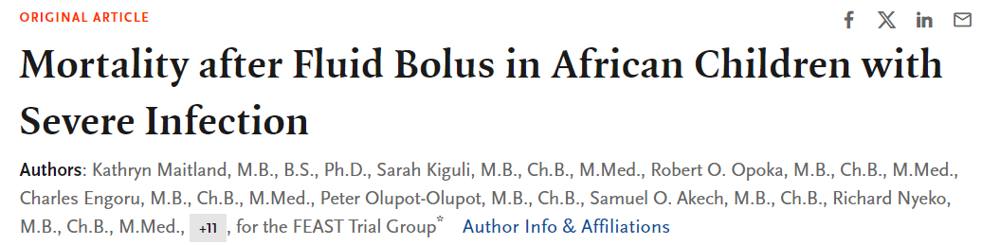 ORIGINAL ARTICLE
Mortality after Fluid Bolus in African Children with
Severe Infection
Authors: Kathryn Maitland, M.B., B.S., Ph.D., Sarah Kiguli, M.B., Ch.B., M.Med., Robert O. Opoka, M.B., Ch.B., M.Med.,
Charles Engoru, M.B., Ch.B., M.Med., Peter Olupot-Olupot, M.B., Ch.B., Samuel O. Akech, M.B., Ch.B., Richard Nyeko,
M.B., Ch.B., M.Med., +11 , for the FEAST Trial Group* Author Info & Affiliations